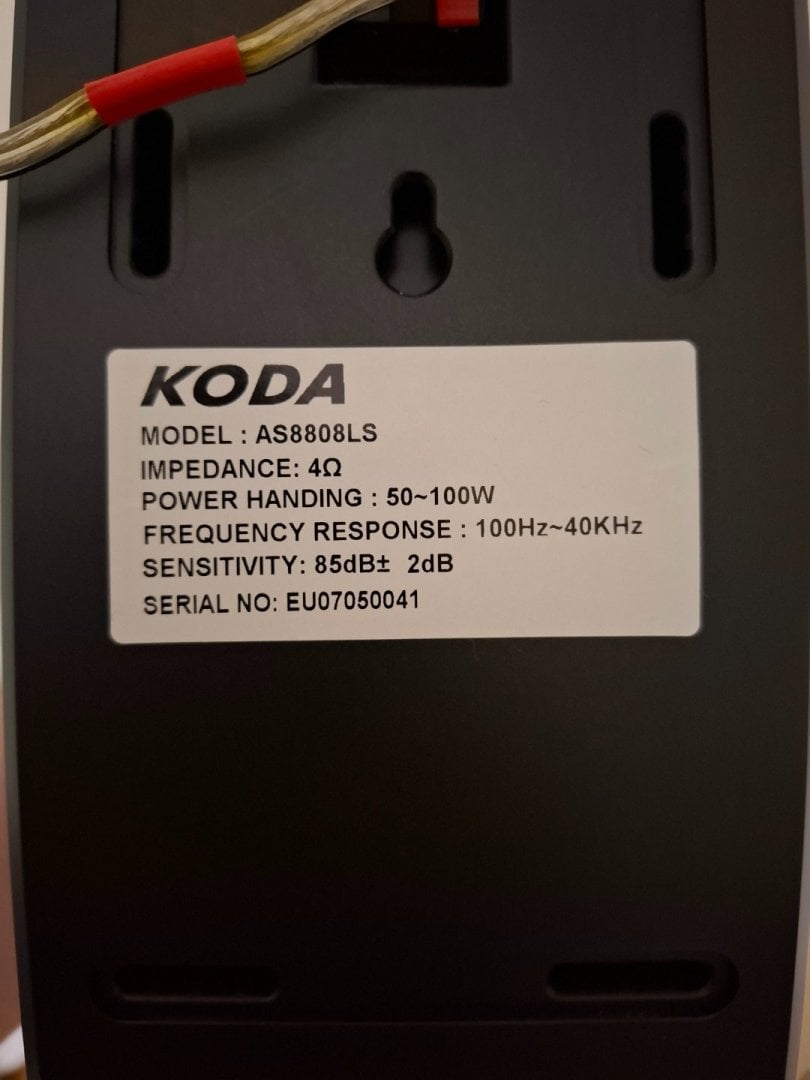 KODA
MODEL : AS8808LS
IMPEDANCE: 4Ω
POWER HANDING : 50~100W
FREQUENCY RESPONSE : 100Hz~40KHz
SENSITIVITY: 85dB± 2dB
SERIAL NO: EU07050041